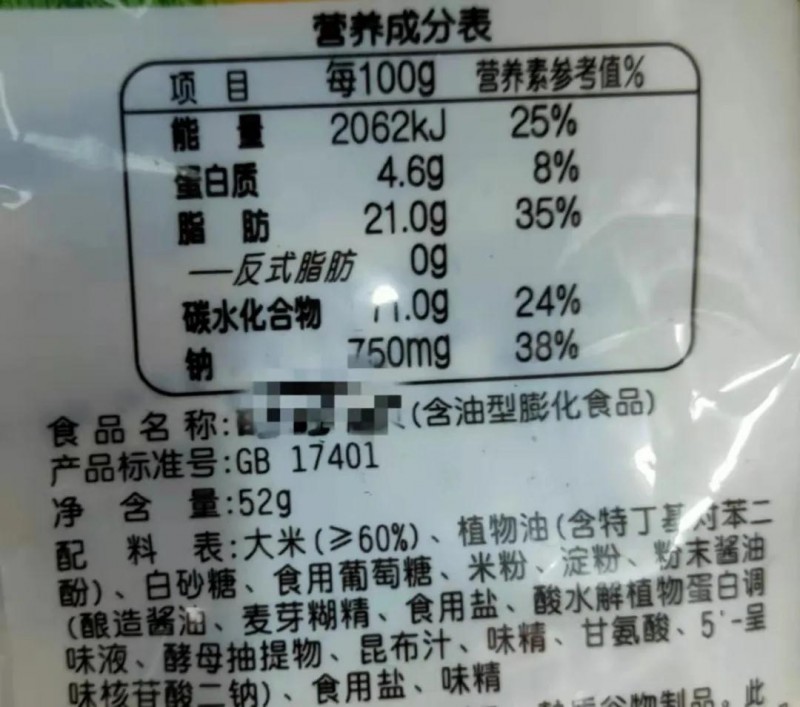 营养成分表
项 目 每100g 营养素参考值%
能 量 2062kJ 25%
蛋白质 4.6g 8%
脂 肪 21.0g 35%
—反式脂肪 0g
碳水化合物 71.0g 24%
钠 750mg 38%
食品名称: (含油型膨化食品)
产品标准号:GB 17401
净 含 量:52g
配 料 表:大米(≥60%)、植物油(含特丁基对苯二
酚)、白砂糖、食用葡萄糖、米粉、淀粉、粉末酱油
(酿造酱油、麦芽糊精、食用盐、酸水解植物蛋白调
味液、酵母抽提物、昆布汁、味精、甘氨酸、5'-呈
味核苷酸二钠)、食用盐、味精
谷物制品。此